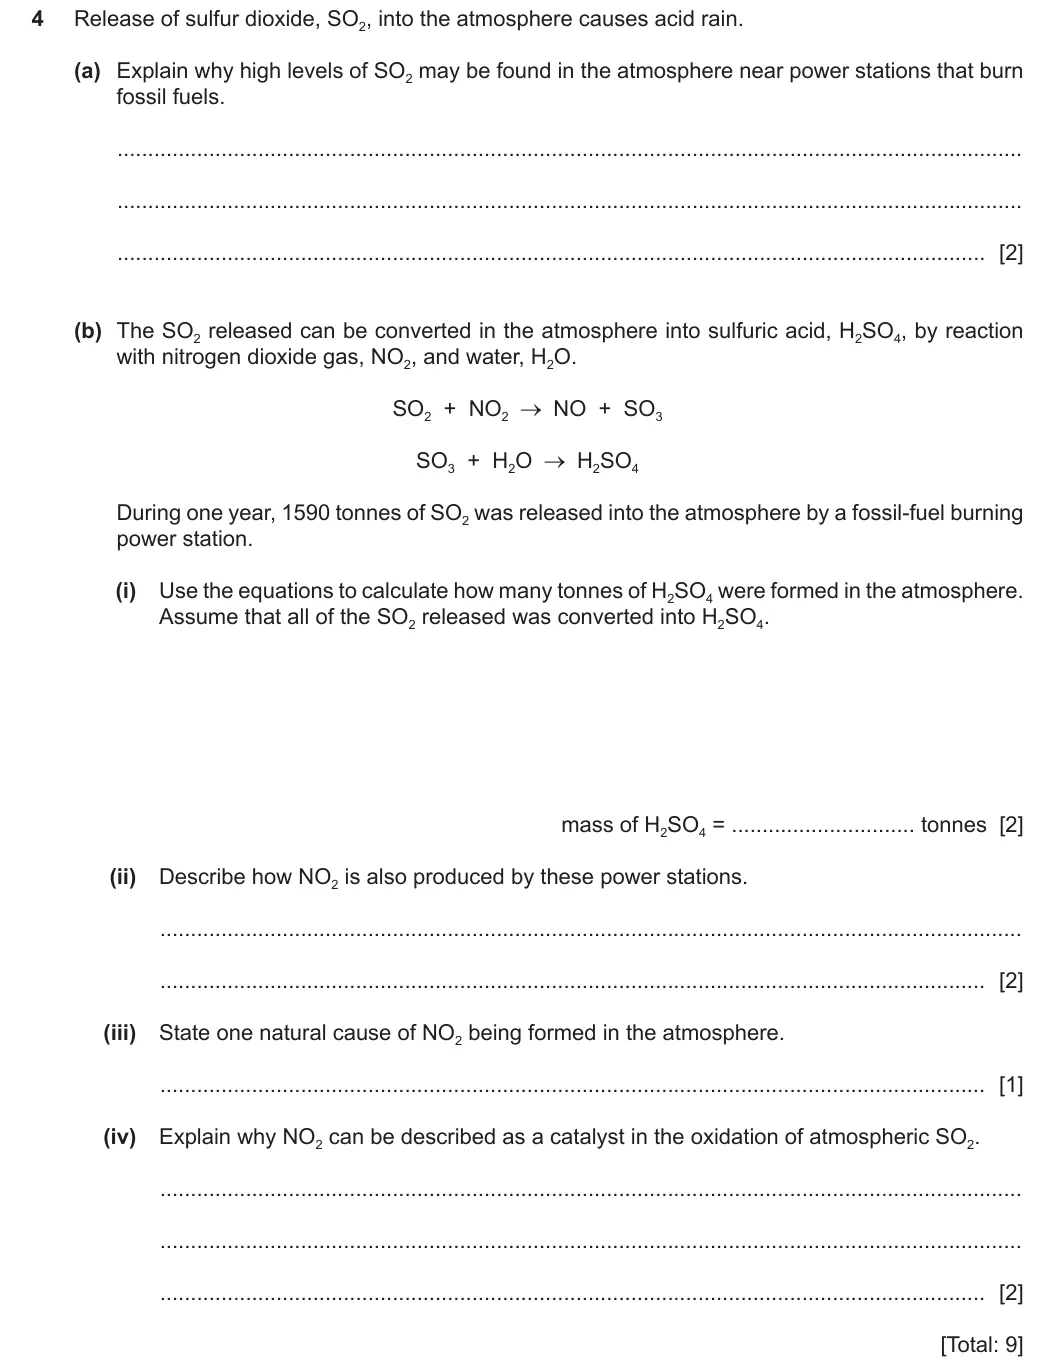 4 Release of sulfur dioxide, SO₂, into the atmosphere causes acid rain.
(a) Explain why high levels of SO₂ may be found in the atmosphere near power stations that burn
fossil fuels.
..........................................................................................
..........................................................................................
.......................................................................................... [2]
(b) The SO₂ released can be converted in the atmosphere into sulfuric acid, H₂SO₄, by reaction
with nitrogen dioxide gas, NO₂, and water, H₂O.
SO₂ + NO₂ → NO + SO₃
SO₃ + H₂O → H₂SO₄
During one year, 1590 tonnes of SO₂ was released into the atmosphere by a fossil-fuel burning
power station.
(i) Use the equations to calculate how many tonnes of H₂SO₄ were formed in the atmosphere.
Assume that all of the SO₂ released was converted into H₂SO₄.
mass of H₂SO₄ = .............................. tonnes [2]
(ii) Describe how NO₂ is also produced by these power stations.
..........................................................................................
.......................................................................................... [2]
(iii) State one natural cause of NO₂ being formed in the atmosphere.
.......................................................................................... [1]
(iv) Explain why NO₂ can be described as a catalyst in the oxidation of atmospheric SO₂.
..........................................................................................
..........................................................................................
.......................................................................................... [2]
[Total: 9]